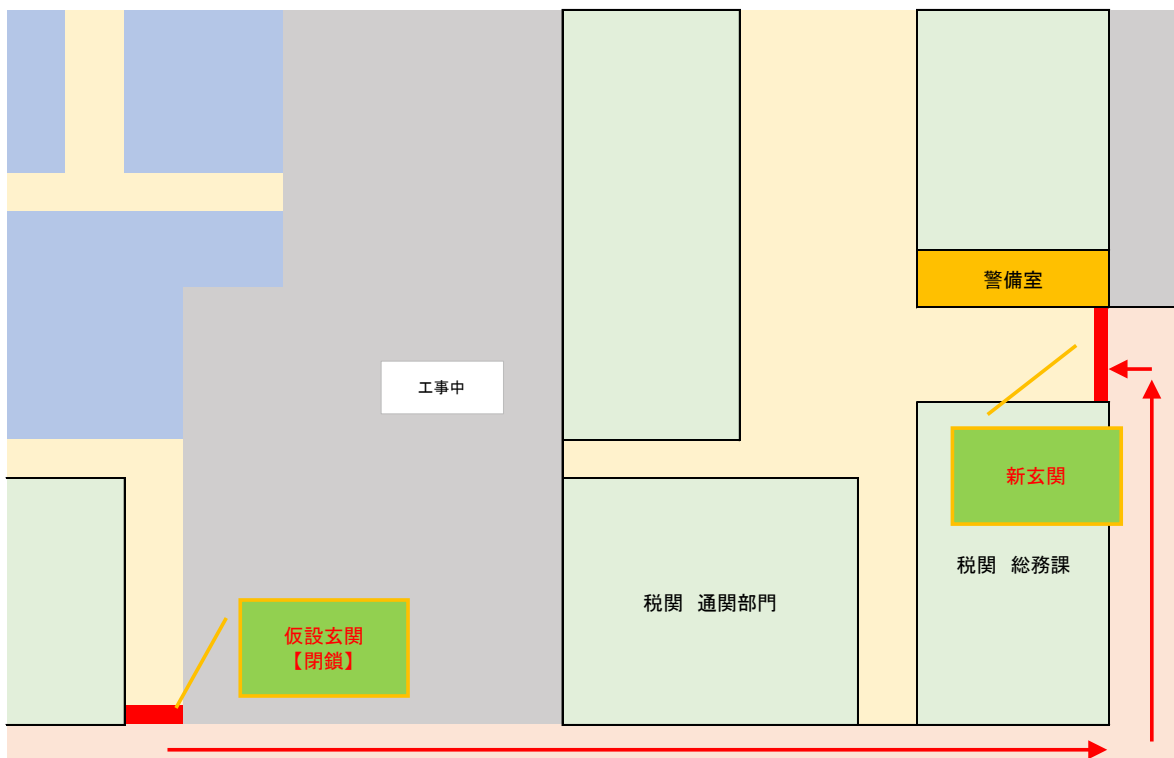 警備室
工事中
新玄関
税関　総務課
税関　通関部門
仮設玄関
【閉鎖】